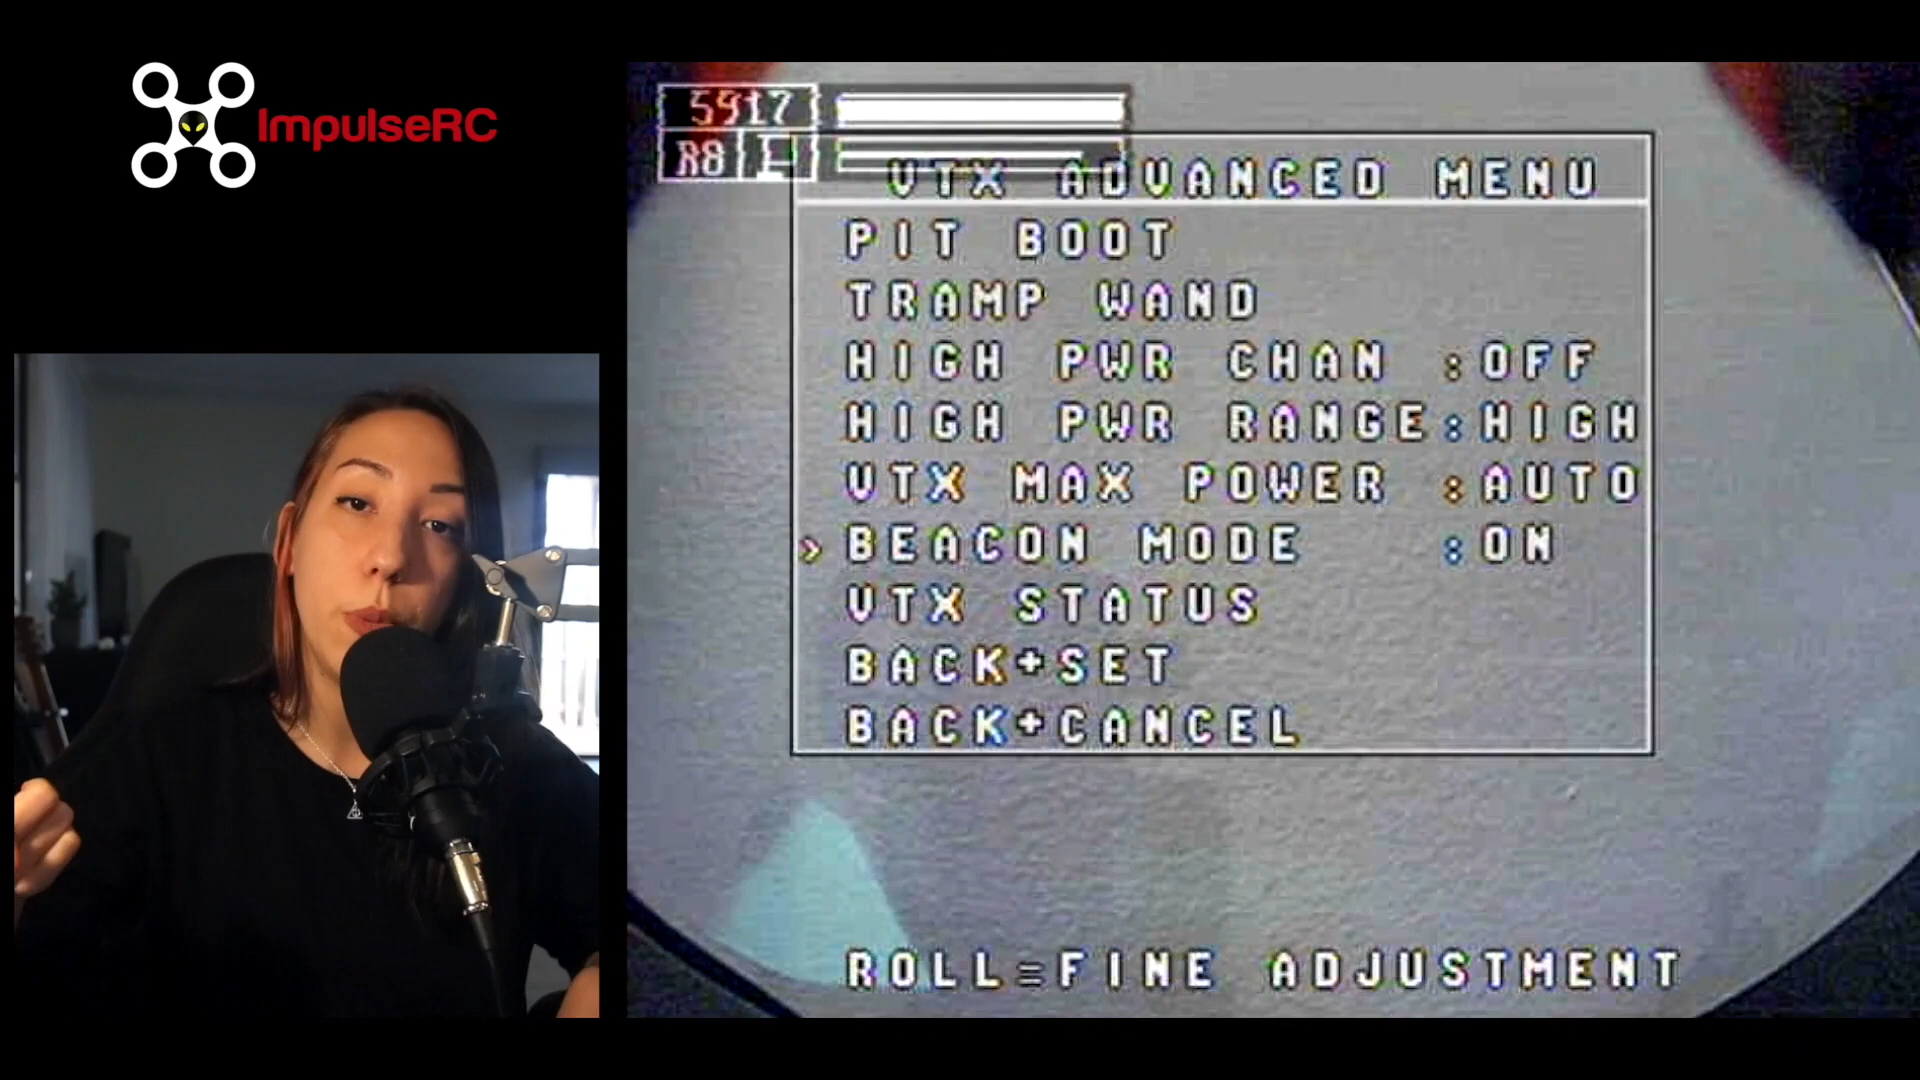 ImpulseRC
5917
R8
VTX ADVANCED MENU
PIT BOOT
TRAMP WAND
HIGH PWR CHAN :OFF
HIGH PWR RANGE:HIGH
VTX MAX POWER :AUTO
> BEACON MODE :ON
VTX STATUS
BACK+SET
BACK+CANCEL
ROLL=FINE ADJUSTMENT